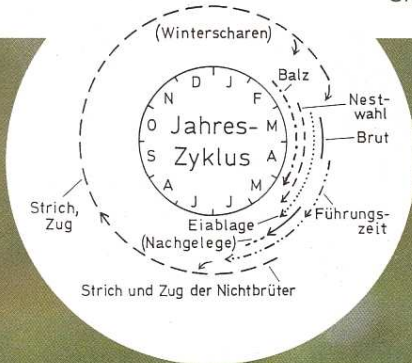 (Winterscharen)
Balz
Nest-
wahl
Brut
D J F M A M J J A S O N
Jahres-
Zyklus
Strich,
Zug
Eiablage
(Nachgelege)
Führungs-
zeit
Strich und Zug der Nichtbrüter